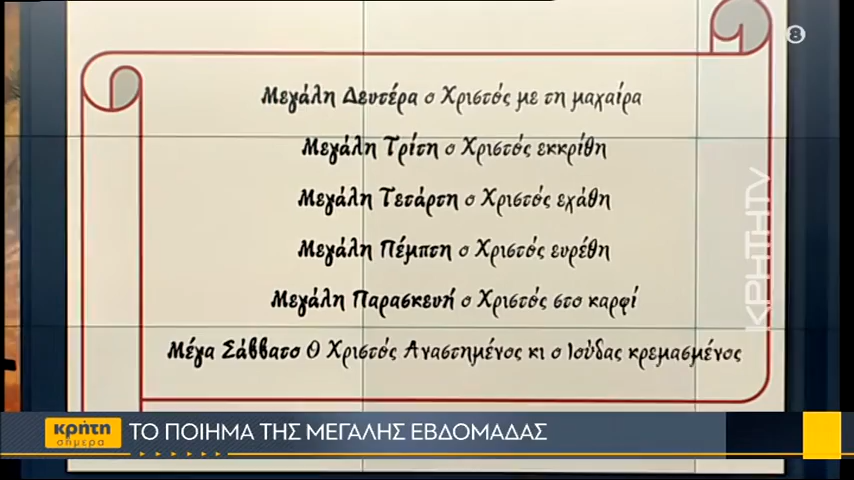 8
Μεγάλη Δευτέρα ο Χριστός με τη μαχαίρα
Μεγάλη Τρίτη ο Χριστός εκκρίθη
Μεγάλη Τετάρτη ο Χριστός εχάθη
Μεγάλη Πέμπτη ο Χριστός ευρέθη
Μεγάλη Παρασκευή ο Χριστός στο καρφί
Μέγα Σάββατο Ο Χριστός Αναστημένος κι ο Ιούδας κρεμασμένος
ΚΡΗΤΗTV
κρήτη
σήμερα
ΤΟ ΠΟΙΗΜΑ ΤΗΣ ΜΕΓΑΛΗΣ ΕΒΔΟΜΑΔΑΣ